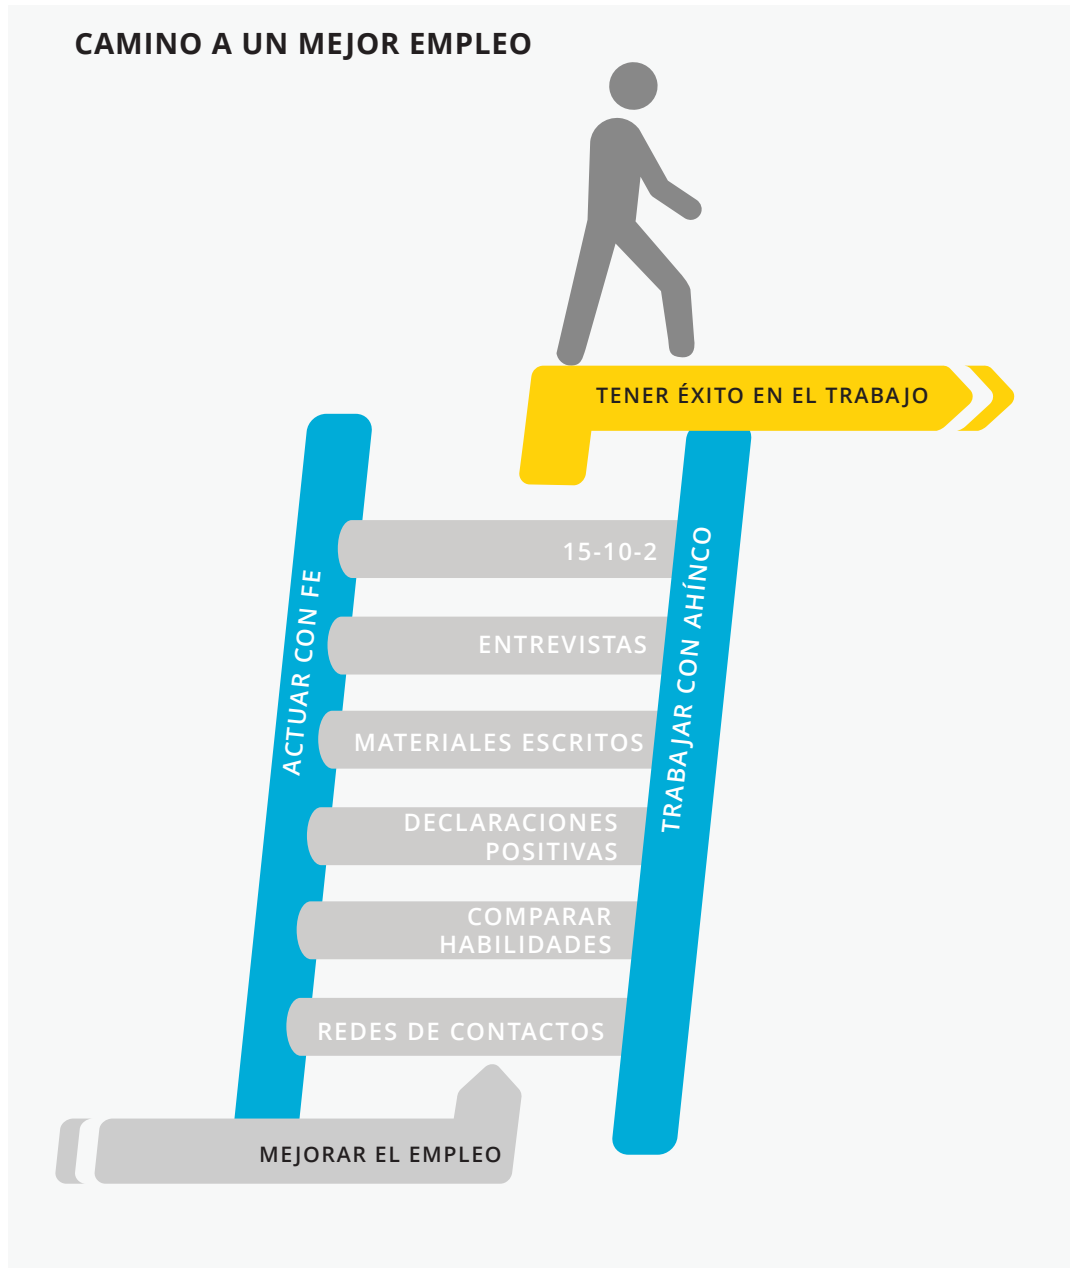 CAMINO A UN MEJOR EMPLEO
TENER ÉXITO EN EL TRABAJO
15-10-2
ENTREVISTAS
MATERIALES ESCRITOS
DECLARACIONES
POSITIVAS
COMPARAR
HABILIDADES
REDES DE CONTACTOS
ACTUAR CON FE
TRABAJAR CON AHÍNCO
MEJORAR EL EMPLEO